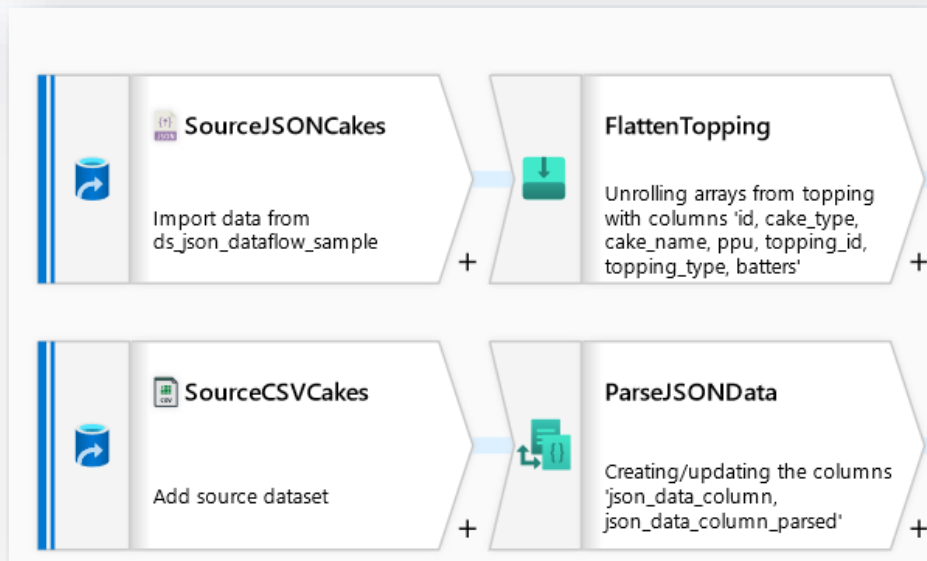 SourceJSONCakes
Import data from
ds_json_dataflow_sample
+
FlattenTopping
Unrolling arrays from topping
with columns 'id, cake_type,
cake_name, ppu, topping_id,
topping_type, batters'
+
SourceCSVCakes
Add source dataset
+
ParseJSONData
Creating/updating the columns
'json_data_column,
json_data_column_parsed'
+